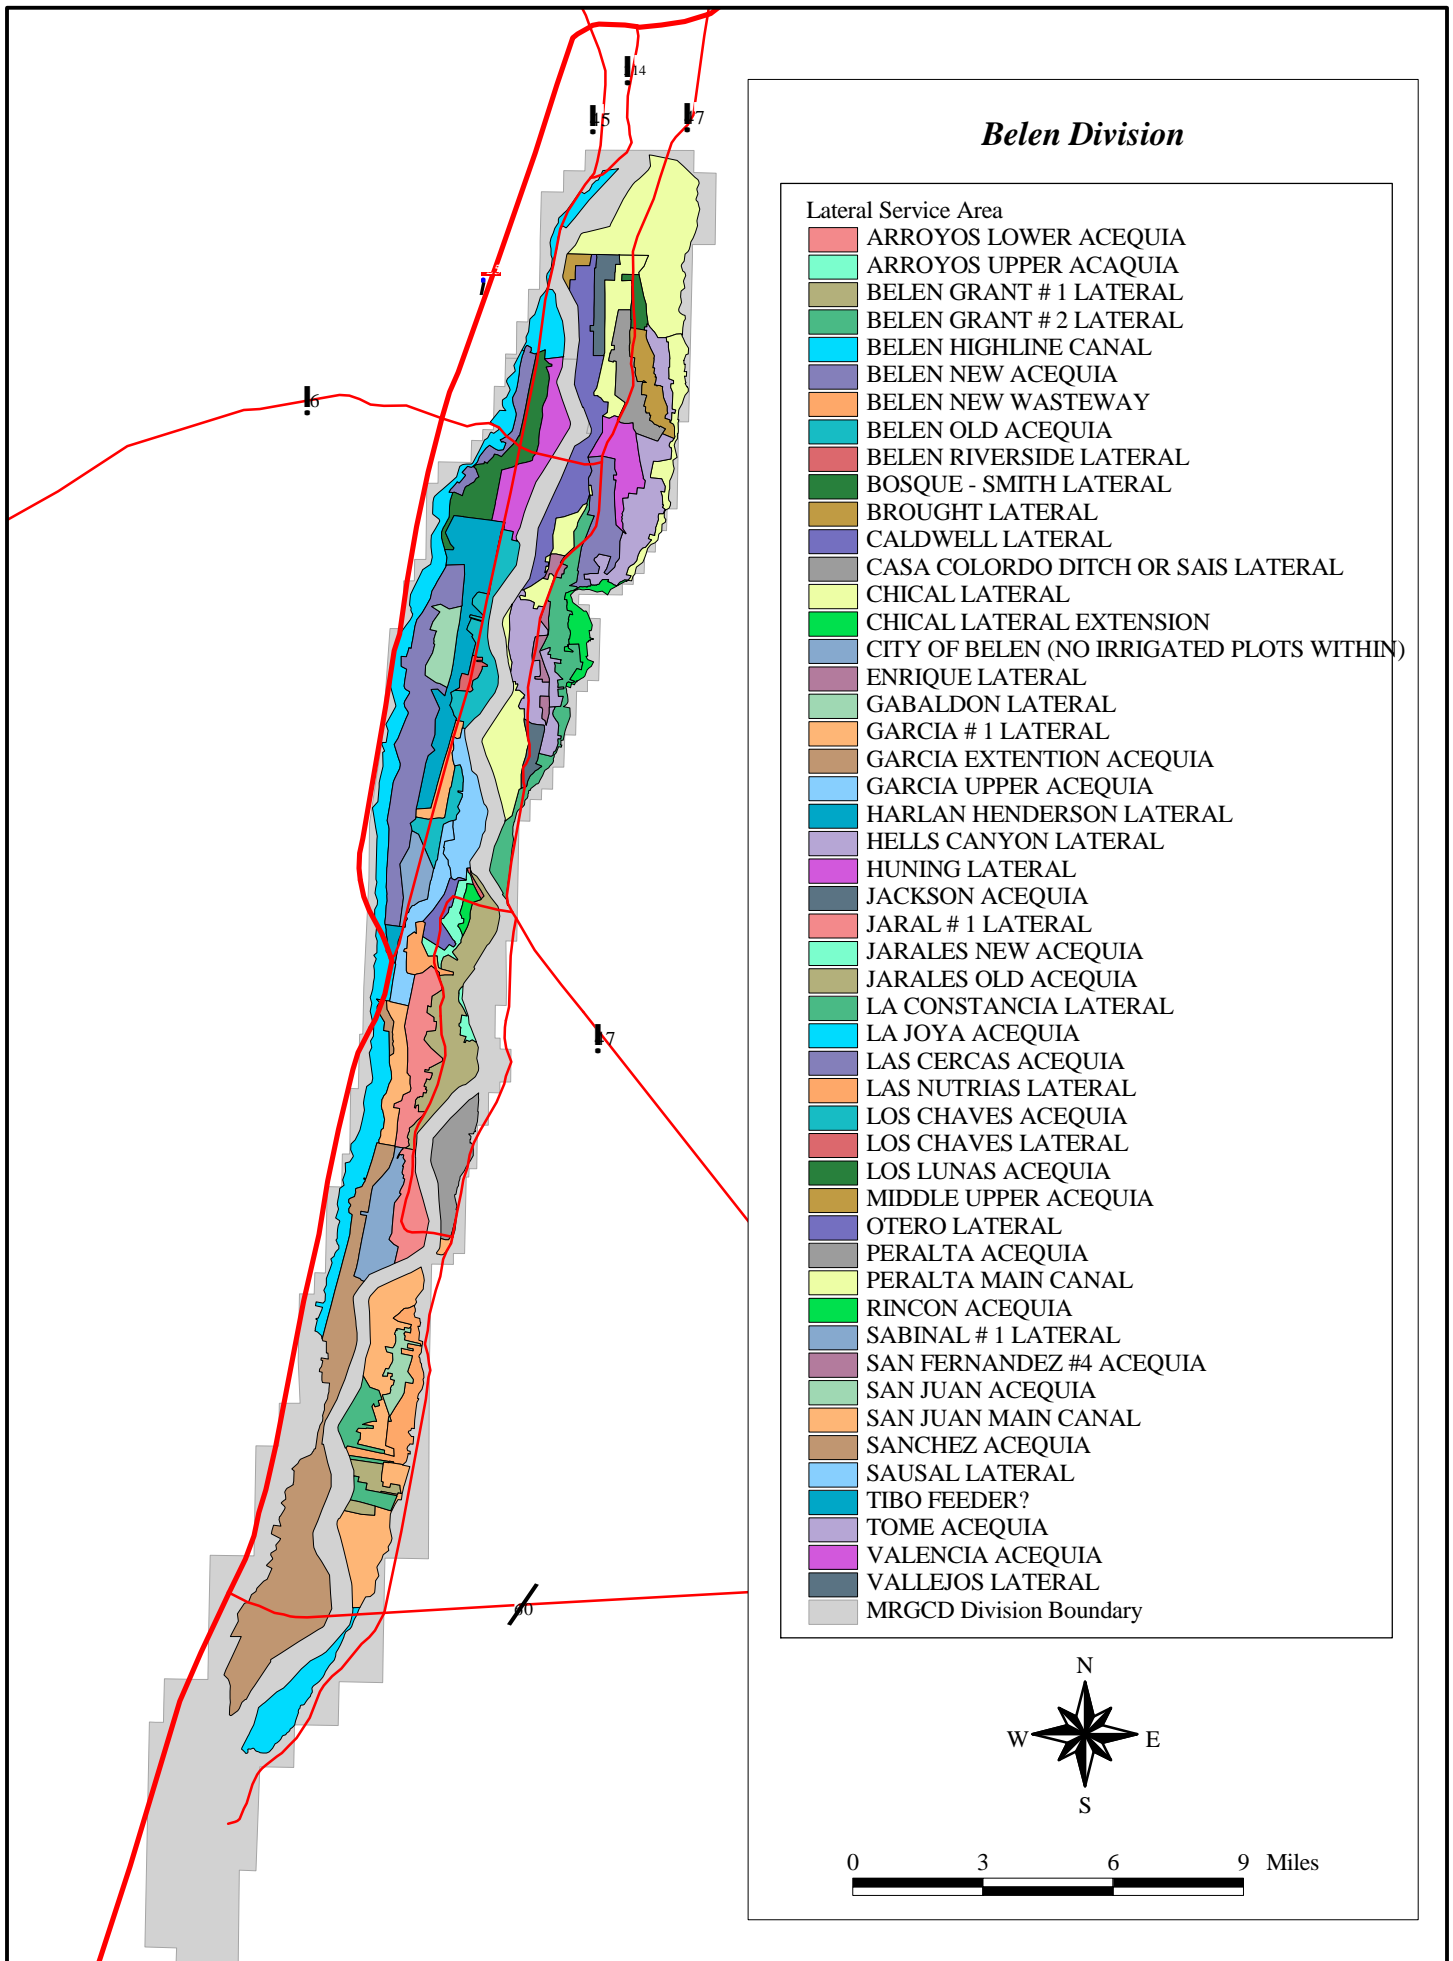 14
45
47
Belen Division
Lateral Service Area
ARROYOS LOWER ACEQUIA
ARROYOS UPPER ACAQUIA
BELEN GRANT # 1 LATERAL
BELEN GRANT # 2 LATERAL
BELEN HIGHLINE CANAL
BELEN NEW ACEQUIA
BELEN NEW WASTEWAY
BELEN OLD ACEQUIA
BELEN RIVERSIDE LATERAL
BOSQUE - SMITH LATERAL
BROUGHT LATERAL
CALDWELL LATERAL
CASA COLORDO DITCH OR SAIS LATERAL
CHICAL LATERAL
CHICAL LATERAL EXTENSION
CITY OF BELEN (NO IRRIGATED PLOTS WITHIN)
ENRIQUE LATERAL
GABALDON LATERAL
GARCIA # 1 LATERAL
GARCIA EXTENTION ACEQUIA
GARCIA UPPER ACEQUIA
HARLAN HENDERSON LATERAL
HELLS CANYON LATERAL
HUNING LATERAL
JACKSON ACEQUIA
JARAL # 1 LATERAL
JARALES NEW ACEQUIA
JARALES OLD ACEQUIA
LA CONSTANCIA LATERAL
LA JOYA ACEQUIA
LAS CERCAS ACEQUIA
LAS NUTRIAS LATERAL
LOS CHAVES ACEQUIA
LOS CHAVES LATERAL
LOS LUNAS ACEQUIA
MIDDLE UPPER ACEQUIA
OTERO LATERAL
PERALTA ACEQUIA
PERALTA MAIN CANAL
RINCON ACEQUIA
SABINAL # 1 LATERAL
SAN FERNANDEZ #4 ACEQUIA
SAN JUAN ACEQUIA
SAN JUAN MAIN CANAL
SANCHEZ ACEQUIA
SAUSAL LATERAL
TIBO FEEDER?
TOME ACEQUIA
VALENCIA ACEQUIA
VALLEJOS LATERAL
MRGCD Division Boundary
6
47
60
N
W E
S
0 3 6 9 Miles